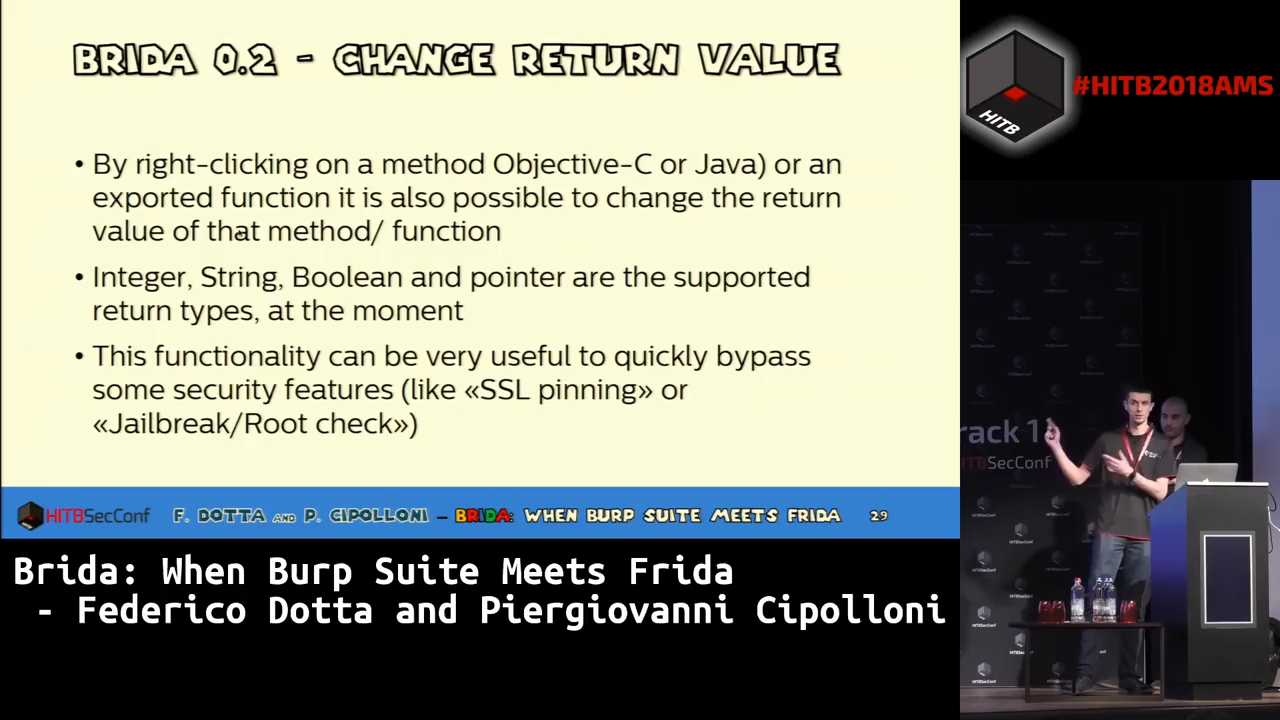 BRIDA 0.2 - CHANGE RETURN VALUE
• By right-clicking on a method Objective-C or Java) or an
exported function it is also possible to change the return
value of that method/ function
• Integer, String, Boolean and pointer are the supported
return types, at the moment
• This functionality can be very useful to quickly bypass
some security features (like «SSL pinning» or
«Jailbreak/Root check»)
HITBSecConf F. DOTTA AND P. CIPOLLONI – BRIDA: WHEN BURP SUITE MEETS FRIDA 29
Brida: When Burp Suite Meets Frida
- Federico Dotta and Piergiovanni Cipolloni
HITB
#HITB2018AMS
rack 1
HITBSecConf